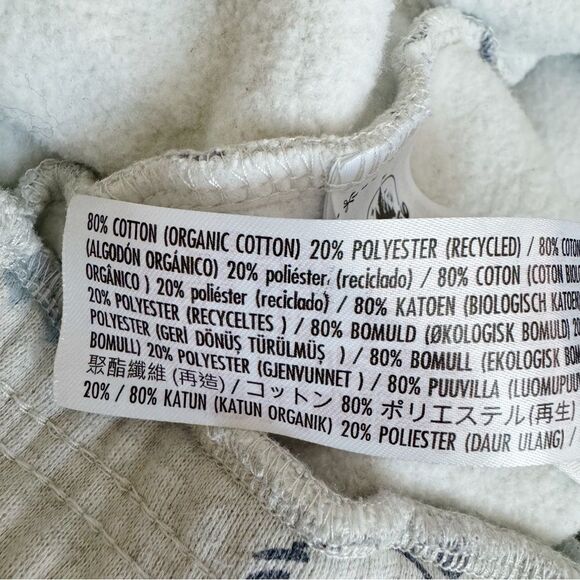 80% COTTON (ORGANIC COTTON) 20% POLYESTER (RECYCLED) / 80% COTON
(ALGODÓN ORGÁNICO) 20% poliéster (reciclado) / 80% COTON (COTON BIO
ORGÂNICO ) 20% poliéster (reciclado) / 80% KATOEN (BIOLOGISCH KATOEN
20% POLYESTER (RECYCELTES ) / 80% BOMULD (ØKOLOGISK BOMULD)
POLYESTER (GERİ DÖNÜŞ TÜRÜLMÜŞ ) / 80% BOMULL (EKOLOGISK
BOMULL) 20% POLYESTER (GJENVUNNET ) / 80% PUUVILLA (LUOMUPU
聚酯纖維 (再造) / コットン 80% ポリエステル (再生)
20% / 80% KATUN (KATUN ORGANIK) 20% POLIESTER (DAUR ULANG) /